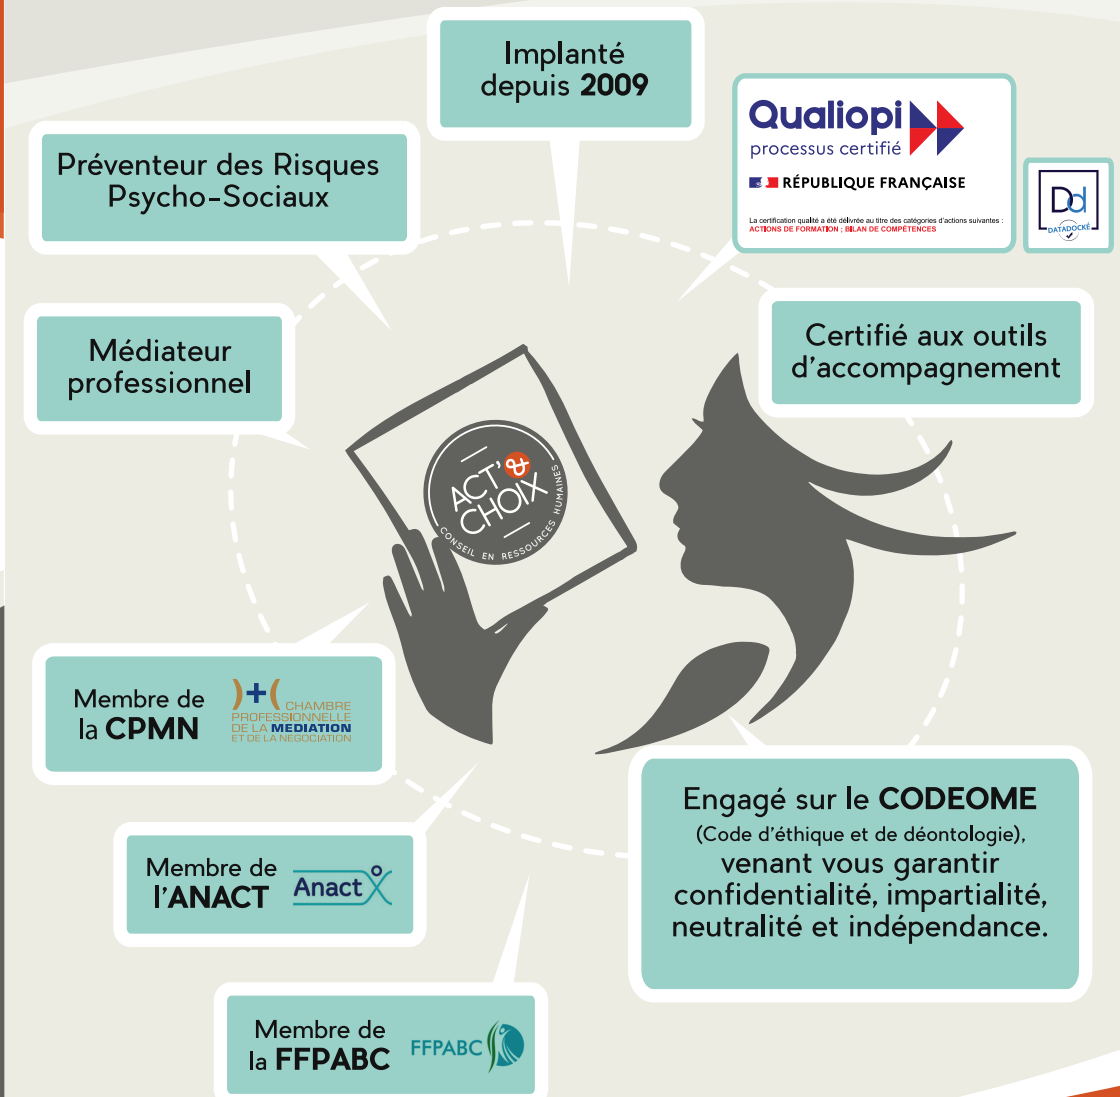 Implanté
depuis 2009
Qualiopi
processus certifié
RÉPUBLIQUE FRANÇAISE
La certification qualité a été délivrée au titre des catégories d'actions suivantes :
ACTIONS DE FORMATION ; BILAN DE COMPÉTENCES
Dd
DATADOCKÉ
Préventeur des Risques
Psycho-Sociaux
Médiateur
professionnel
Certifié aux outils
d'accompagnement
ACT'&
CHOIX
CONSEIL EN RESSOURCES HUMAINES
Membre de
la CPMN
)+( CHAMBRE
PROFESSIONNELLE
DE LA MEDIATION
ET DE LA NEGOCIATION
Membre de
l'ANACT
Anact
Engagé sur le CODEOME
(Code d'éthique et de déontologie),
venant vous garantir
confidentialité, impartialité,
neutralité et indépendance.
Membre de
la FFPABC
FFPABC